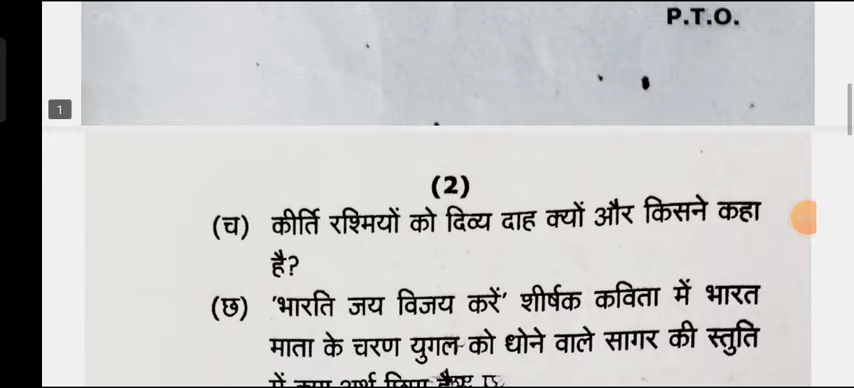 P.T.O.
1
(2)
(च) कीर्ति रश्मियों को दिव्य दाह क्यों और किसने कहा
है?
(छ) 'भारति जय विजय करें' शीर्षक कविता में भारत
माता के चरण युगल को धोने वाले सागर की स्तुति
में